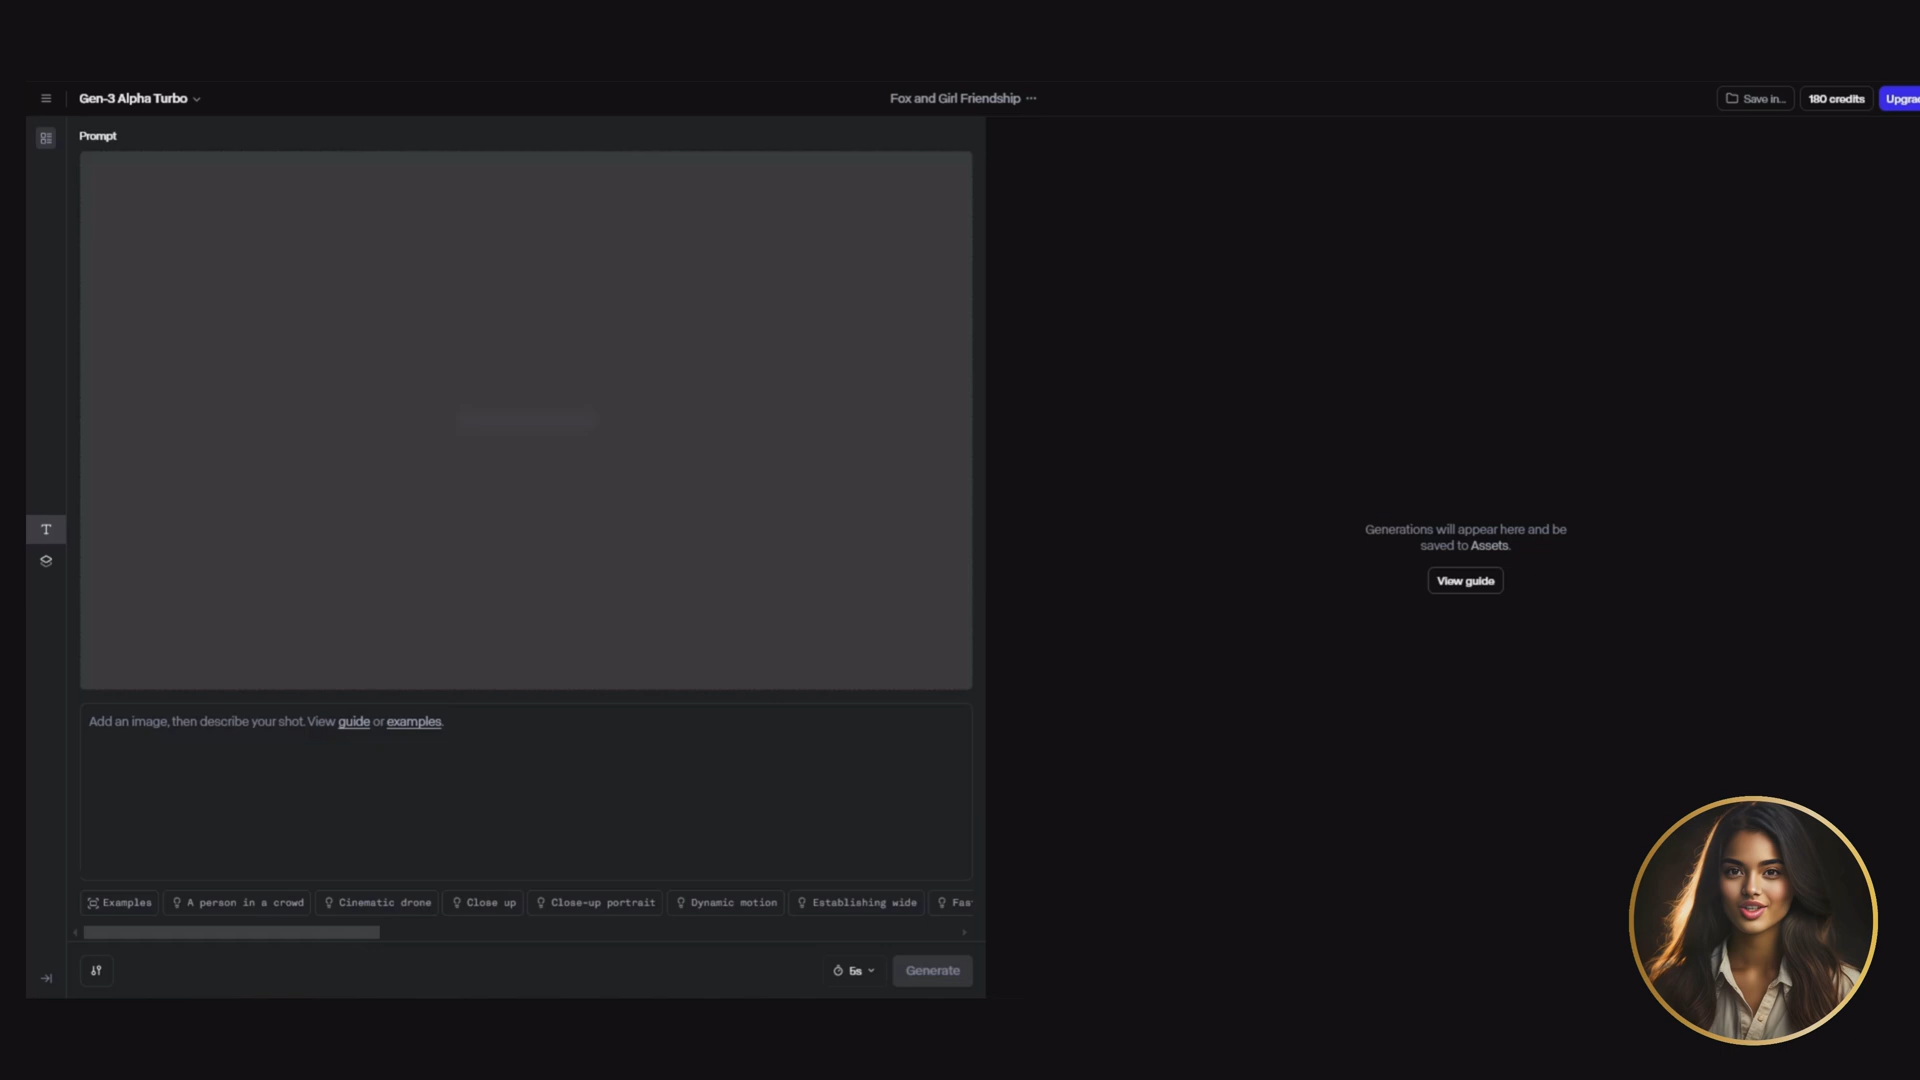 Gen-3 Alpha Turbo
Fox and Girl Friendship ...
Save in...
180 credits
Prompt
Generations will appear here and be
saved to Assets.
View guide
T
Add an image, then describe your shot. View guide or examples.
Examples
A person in a crowd
Cinematic drone
Close up
Close-up portrait
Dynamic motion
Establishing wide
5s
Generate